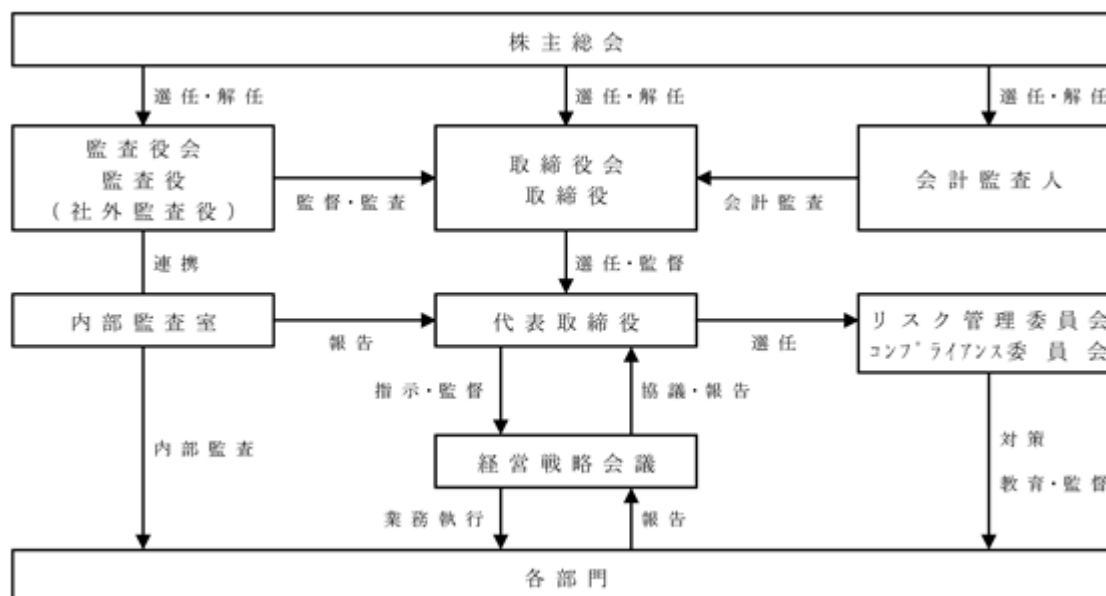 株主総会
選任・解任
選任・解任
選任・解任
監査役会
監査役
(社外監査役)
監督・監査
取締役会
取締役
会計監査
会計監査人
連携
選任・監督
内部監査室
報告
代表取締役
選任
リスク管理委員会
コンプライアンス委員会
指示・監督
協議・報告
内部監査
経営戦略会議
対策
教育・監督
業務執行
報告
各部門